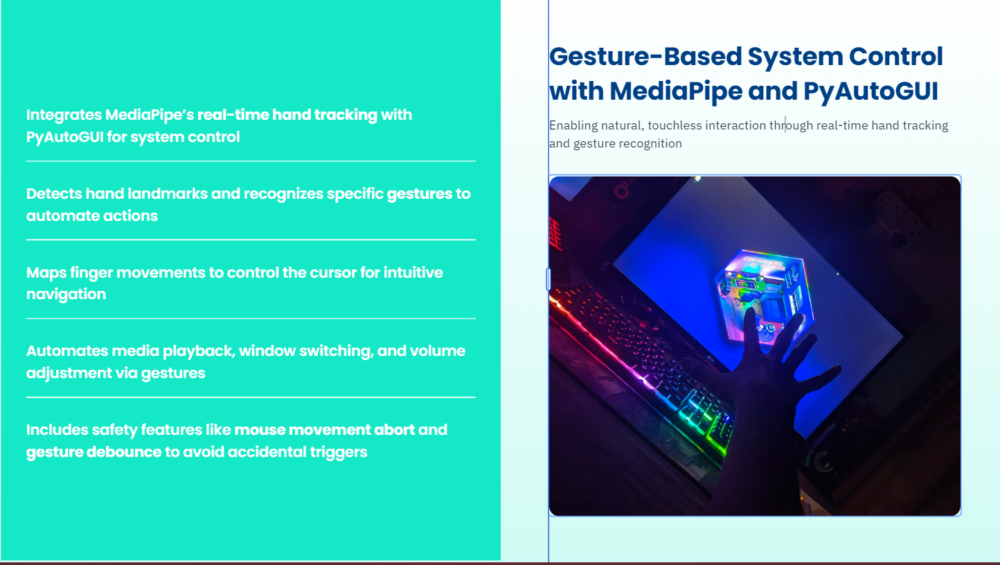 Integrates MediaPipe’s real-time hand tracking with
PyAutoGUI for system control
Detects hand landmarks and recognizes specific gestures to
automate actions
Maps finger movements to control the cursor for intuitive
navigation
Automates media playback, window switching, and volume
adjustment via gestures
Includes safety features like mouse movement abort and
gesture debounce to avoid accidental triggers
Gesture-Based System Control
with MediaPipe and PyAutoGUI
Enabling natural, touchless interaction through real-time hand tracking
and gesture recognition